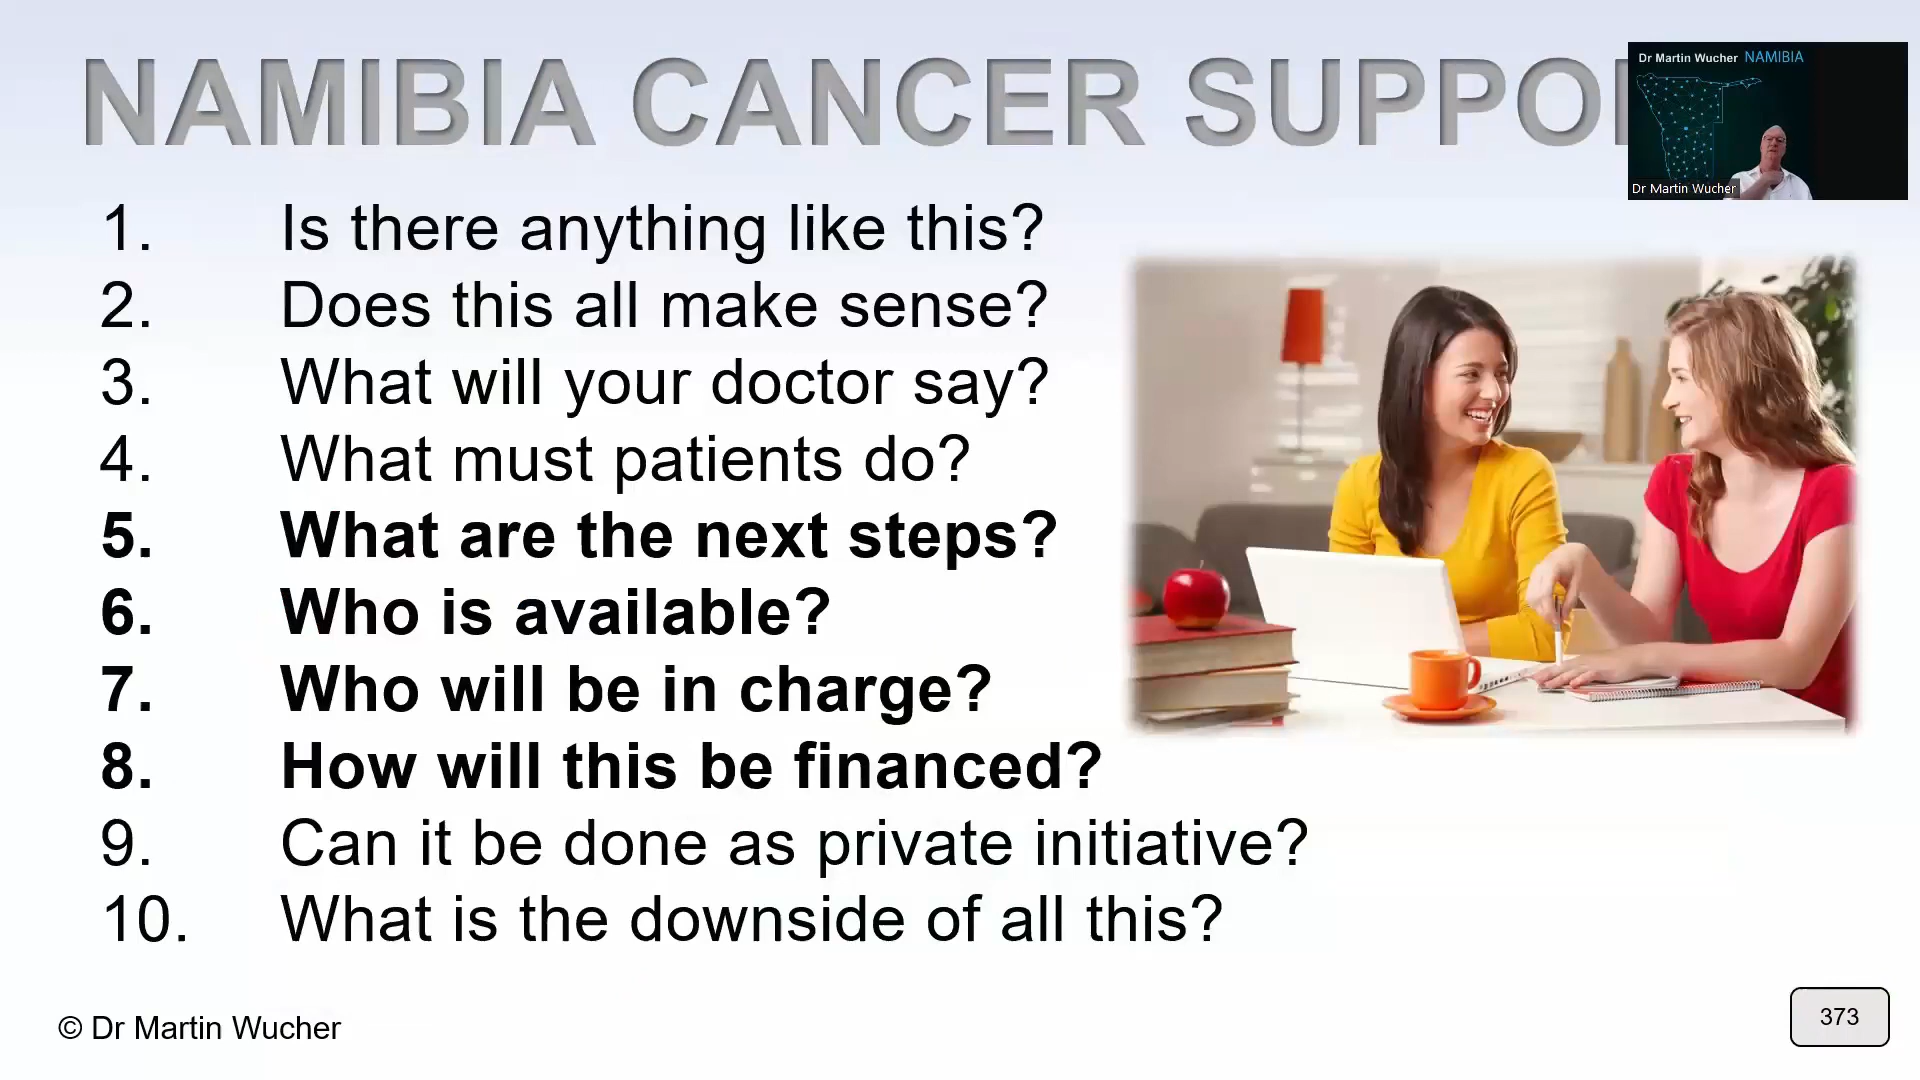 NAMIBIA CANCER SUPPO
Dr Martin Wucher NAMIBIA
Dr Martin Wucher
1. Is there anything like this?
2. Does this all make sense?
3. What will your doctor say?
4. What must patients do?
5. What are the next steps?
6. Who is available?
7. Who will be in charge?
8. How will this be financed?
9. Can it be done as private initiative?
10. What is the downside of all this?
© Dr Martin Wucher
373